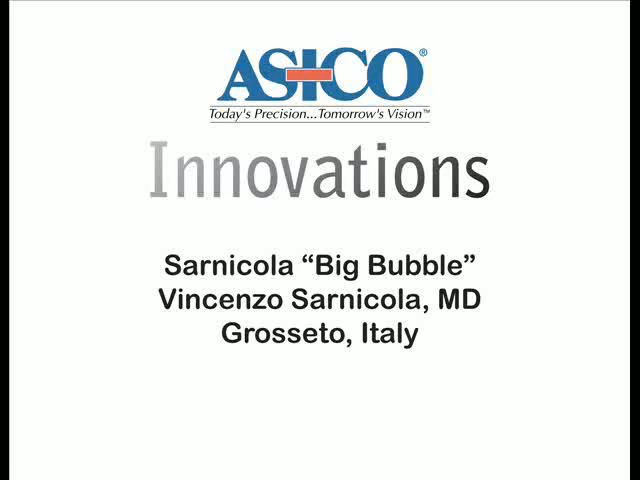 ASICO®
Today's Precision...Tomorrow's Vision™
Innovations
Sarnicola “Big Bubble”
Vincenzo Sarnicola, MD
Grosseto, Italy